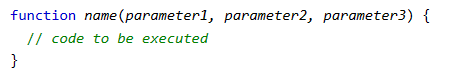 function name(parameter1, parameter2, parameter3) {
  // code to be executed
}